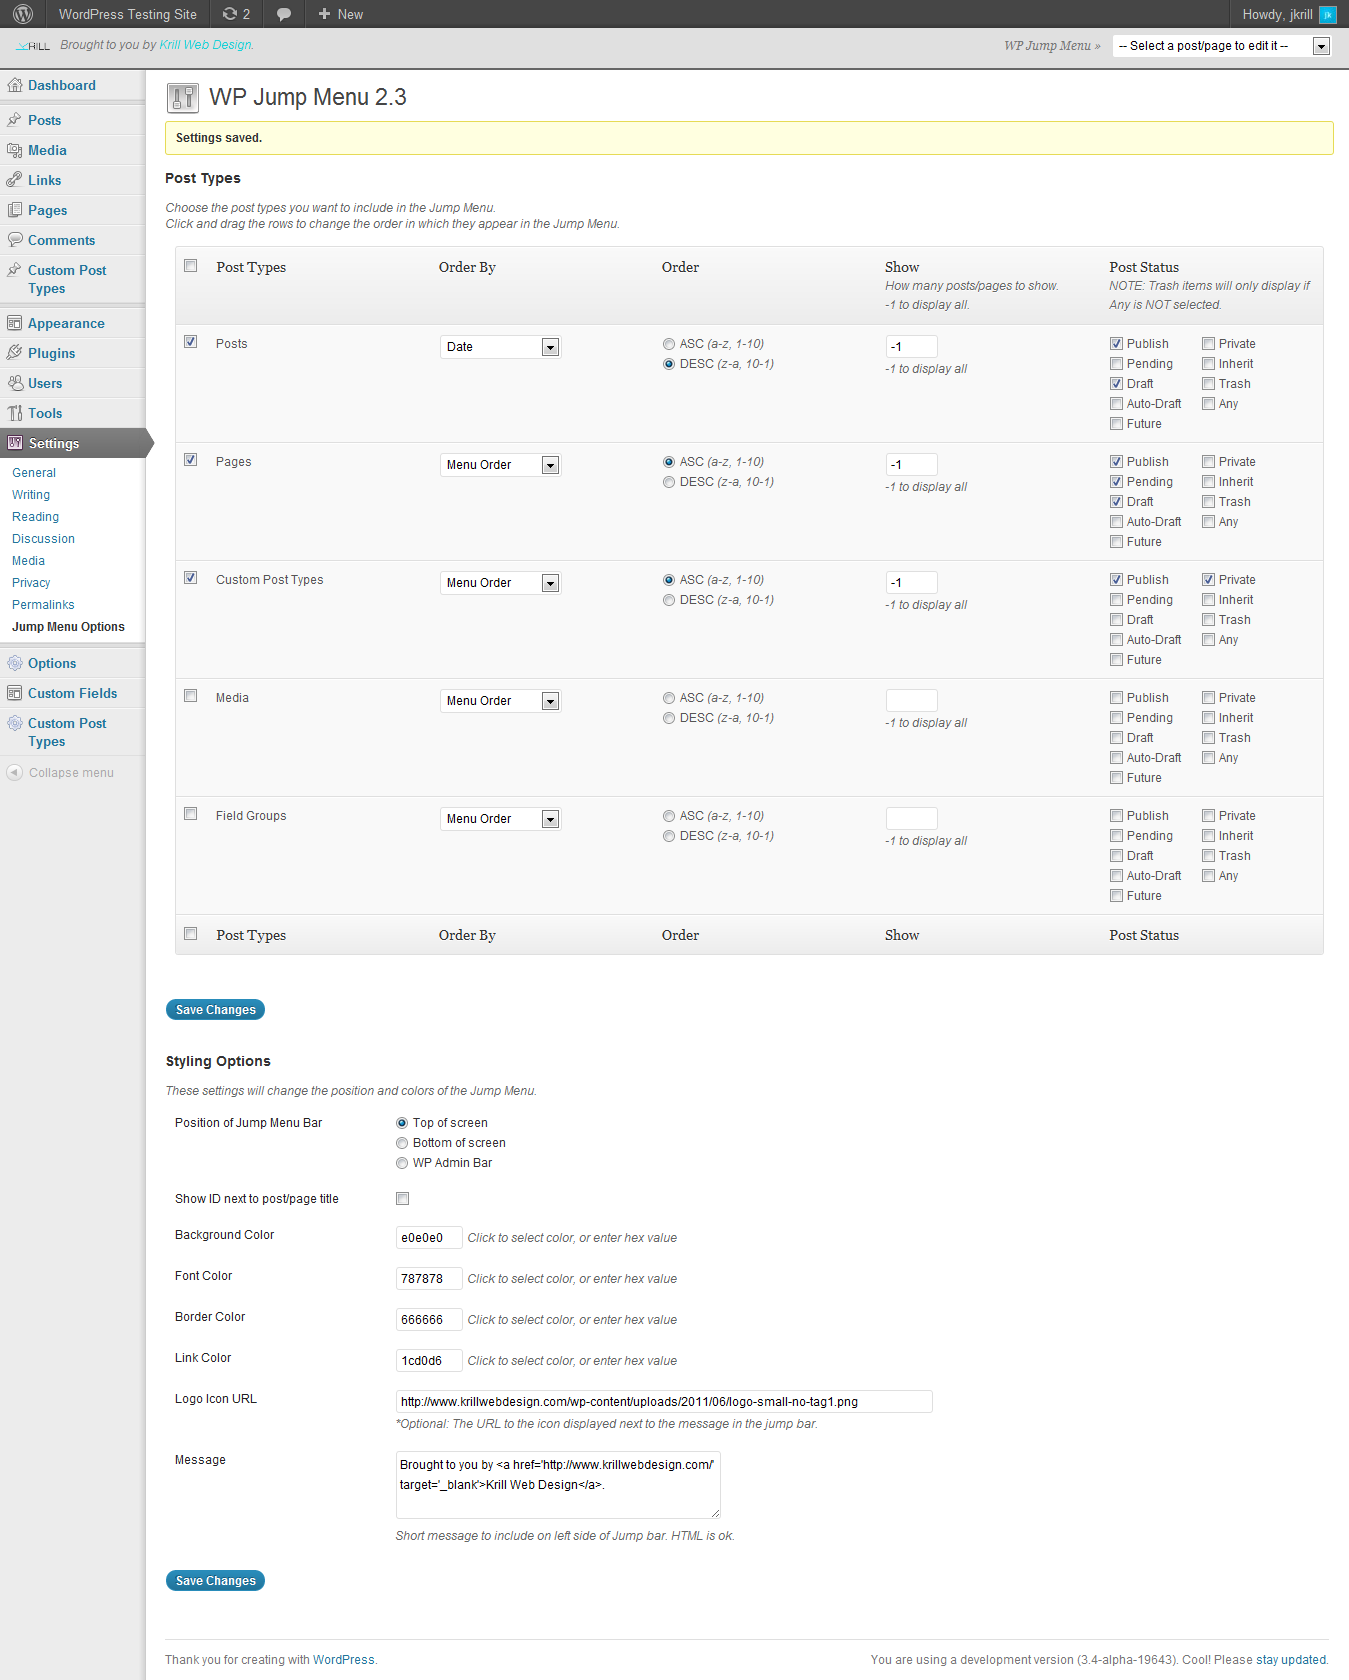 WordPress Testing Site 2 + New Howdy, jkrill jk
KRILL Brought to you by Krill Web Design. WP Jump Menu » -- Select a post/page to edit it --
Dashboard
Posts
Media
Links
Pages
Comments
Custom Post
Types
Appearance
Plugins
Users
Tools
Settings
General
Writing
Reading
Discussion
Media
Privacy
Permalinks
Jump Menu Options
Options
Custom Fields
Custom Post
Types
Collapse menu
WP Jump Menu 2.3
Settings saved.
Post Types
Choose the post types you want to include in the Jump Menu.
Click and drag the rows to change the order in which they appear in the Jump Menu.
Post Types Order By Order Show Post Status
How many posts/pages to show. NOTE: Trash items will only display if
-1 to display all. Any is NOT selected.
Posts Date ASC (a-z, 1-10) -1 Publish Private
DESC (z-a, 10-1) -1 to display all Pending Inherit
Draft Trash
Auto-Draft Any
Future
Pages Menu Order ASC (a-z, 1-10) -1 Publish Private
DESC (z-a, 10-1) -1 to display all Pending Inherit
Draft Trash
Auto-Draft Any
Future
Custom Post Types Menu Order ASC (a-z, 1-10) -1 Publish Private
DESC (z-a, 10-1) -1 to display all Pending Inherit
Draft Trash
Auto-Draft Any
Future
Media Menu Order ASC (a-z, 1-10) Publish Private
DESC (z-a, 10-1) -1 to display all Pending Inherit
Draft Trash
Auto-Draft Any
Future
Field Groups Menu Order ASC (a-z, 1-10) Publish Private
DESC (z-a, 10-1) -1 to display all Pending Inherit
Draft Trash
Auto-Draft Any
Future
Post Types Order By Order Show Post Status
Save Changes
Styling Options
These settings will change the position and colors of the Jump Menu.
Position of Jump Menu Bar Top of screen
Bottom of screen
WP Admin Bar
Show ID next to post/page title
Background Color e0e0e0 Click to select color, or enter hex value
Font Color 787878 Click to select color, or enter hex value
Border Color 666666 Click to select color, or enter hex value
Link Color 1cd0d6 Click to select color, or enter hex value
Logo Icon URL http://www.krillwebdesign.com/wp-content/uploads/2011/06/logo-small-no-tag1.png
*Optional: The URL to the icon displayed next to the message in the jump bar.
Message Brought to you by <a href='http://www.krillwebdesign.com/'
target='_blank'>Krill Web Design</a>.
Short message to include on left side of Jump bar. HTML is ok.
Save Changes
Thank you for creating with WordPress. You are using a development version (3.4-alpha-19643). Cool! Please stay updated.